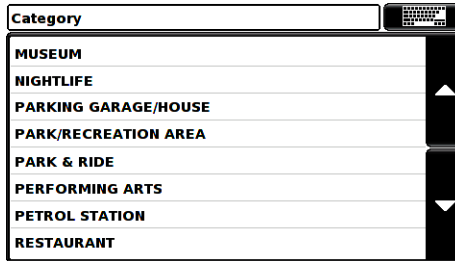 Category
MUSEUM
NIGHTLIFE
PARKING GARAGE/HOUSE
PARK/RECREATION AREA
PARK & RIDE
PERFORMING ARTS
PETROL STATION
RESTAURANT